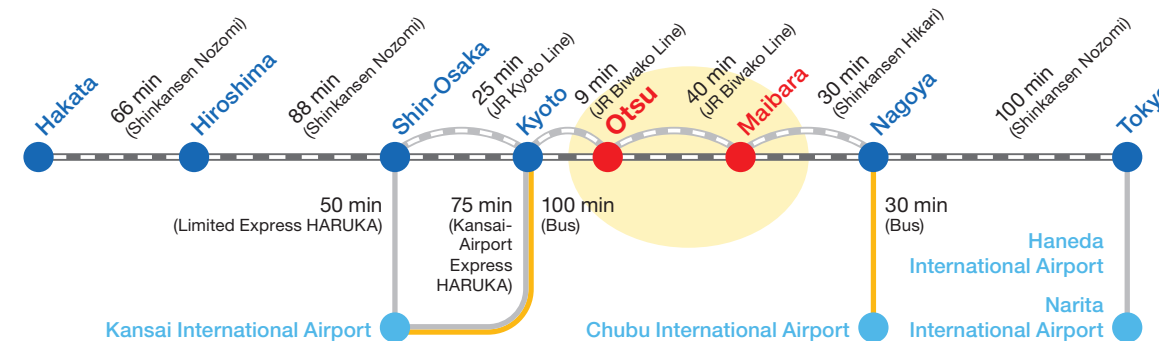 Hakata
66 min
(Shinkansen Nozomi)
Hiroshima
88 min
(Shinkansen Nozomi)
Shin-Osaka
25 min
(JR Kyoto Line)
Kyoto
9 min
(JR Biwako Line)
Otsu
40 min
(JR Biwako Line)
Maibara
30 min
(Shinkansen Hikari)
Nagoya
100 min
(Shinkansen Nozomi)
Tokyo
50 min
(Limited Express HARUKA)
75 min
(Kansai-
Airport
Express
HARUKA)
100 min
(Bus)
30 min
(Bus)
Haneda
International Airport
Kansai International Airport
Chubu International Airport
Narita
International Airport